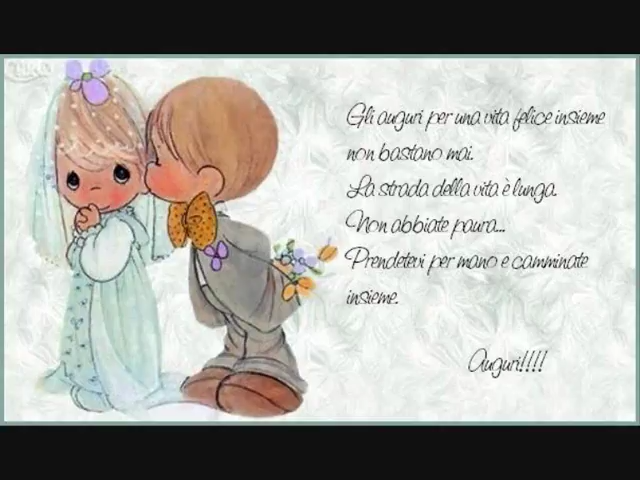 Gli auguri per una vita felice insieme
non bastano mai.
La strada della vita è lunga.
Non abbiate paura...
Prendetevi per mano e camminate
insieme.
Auguri!!!!